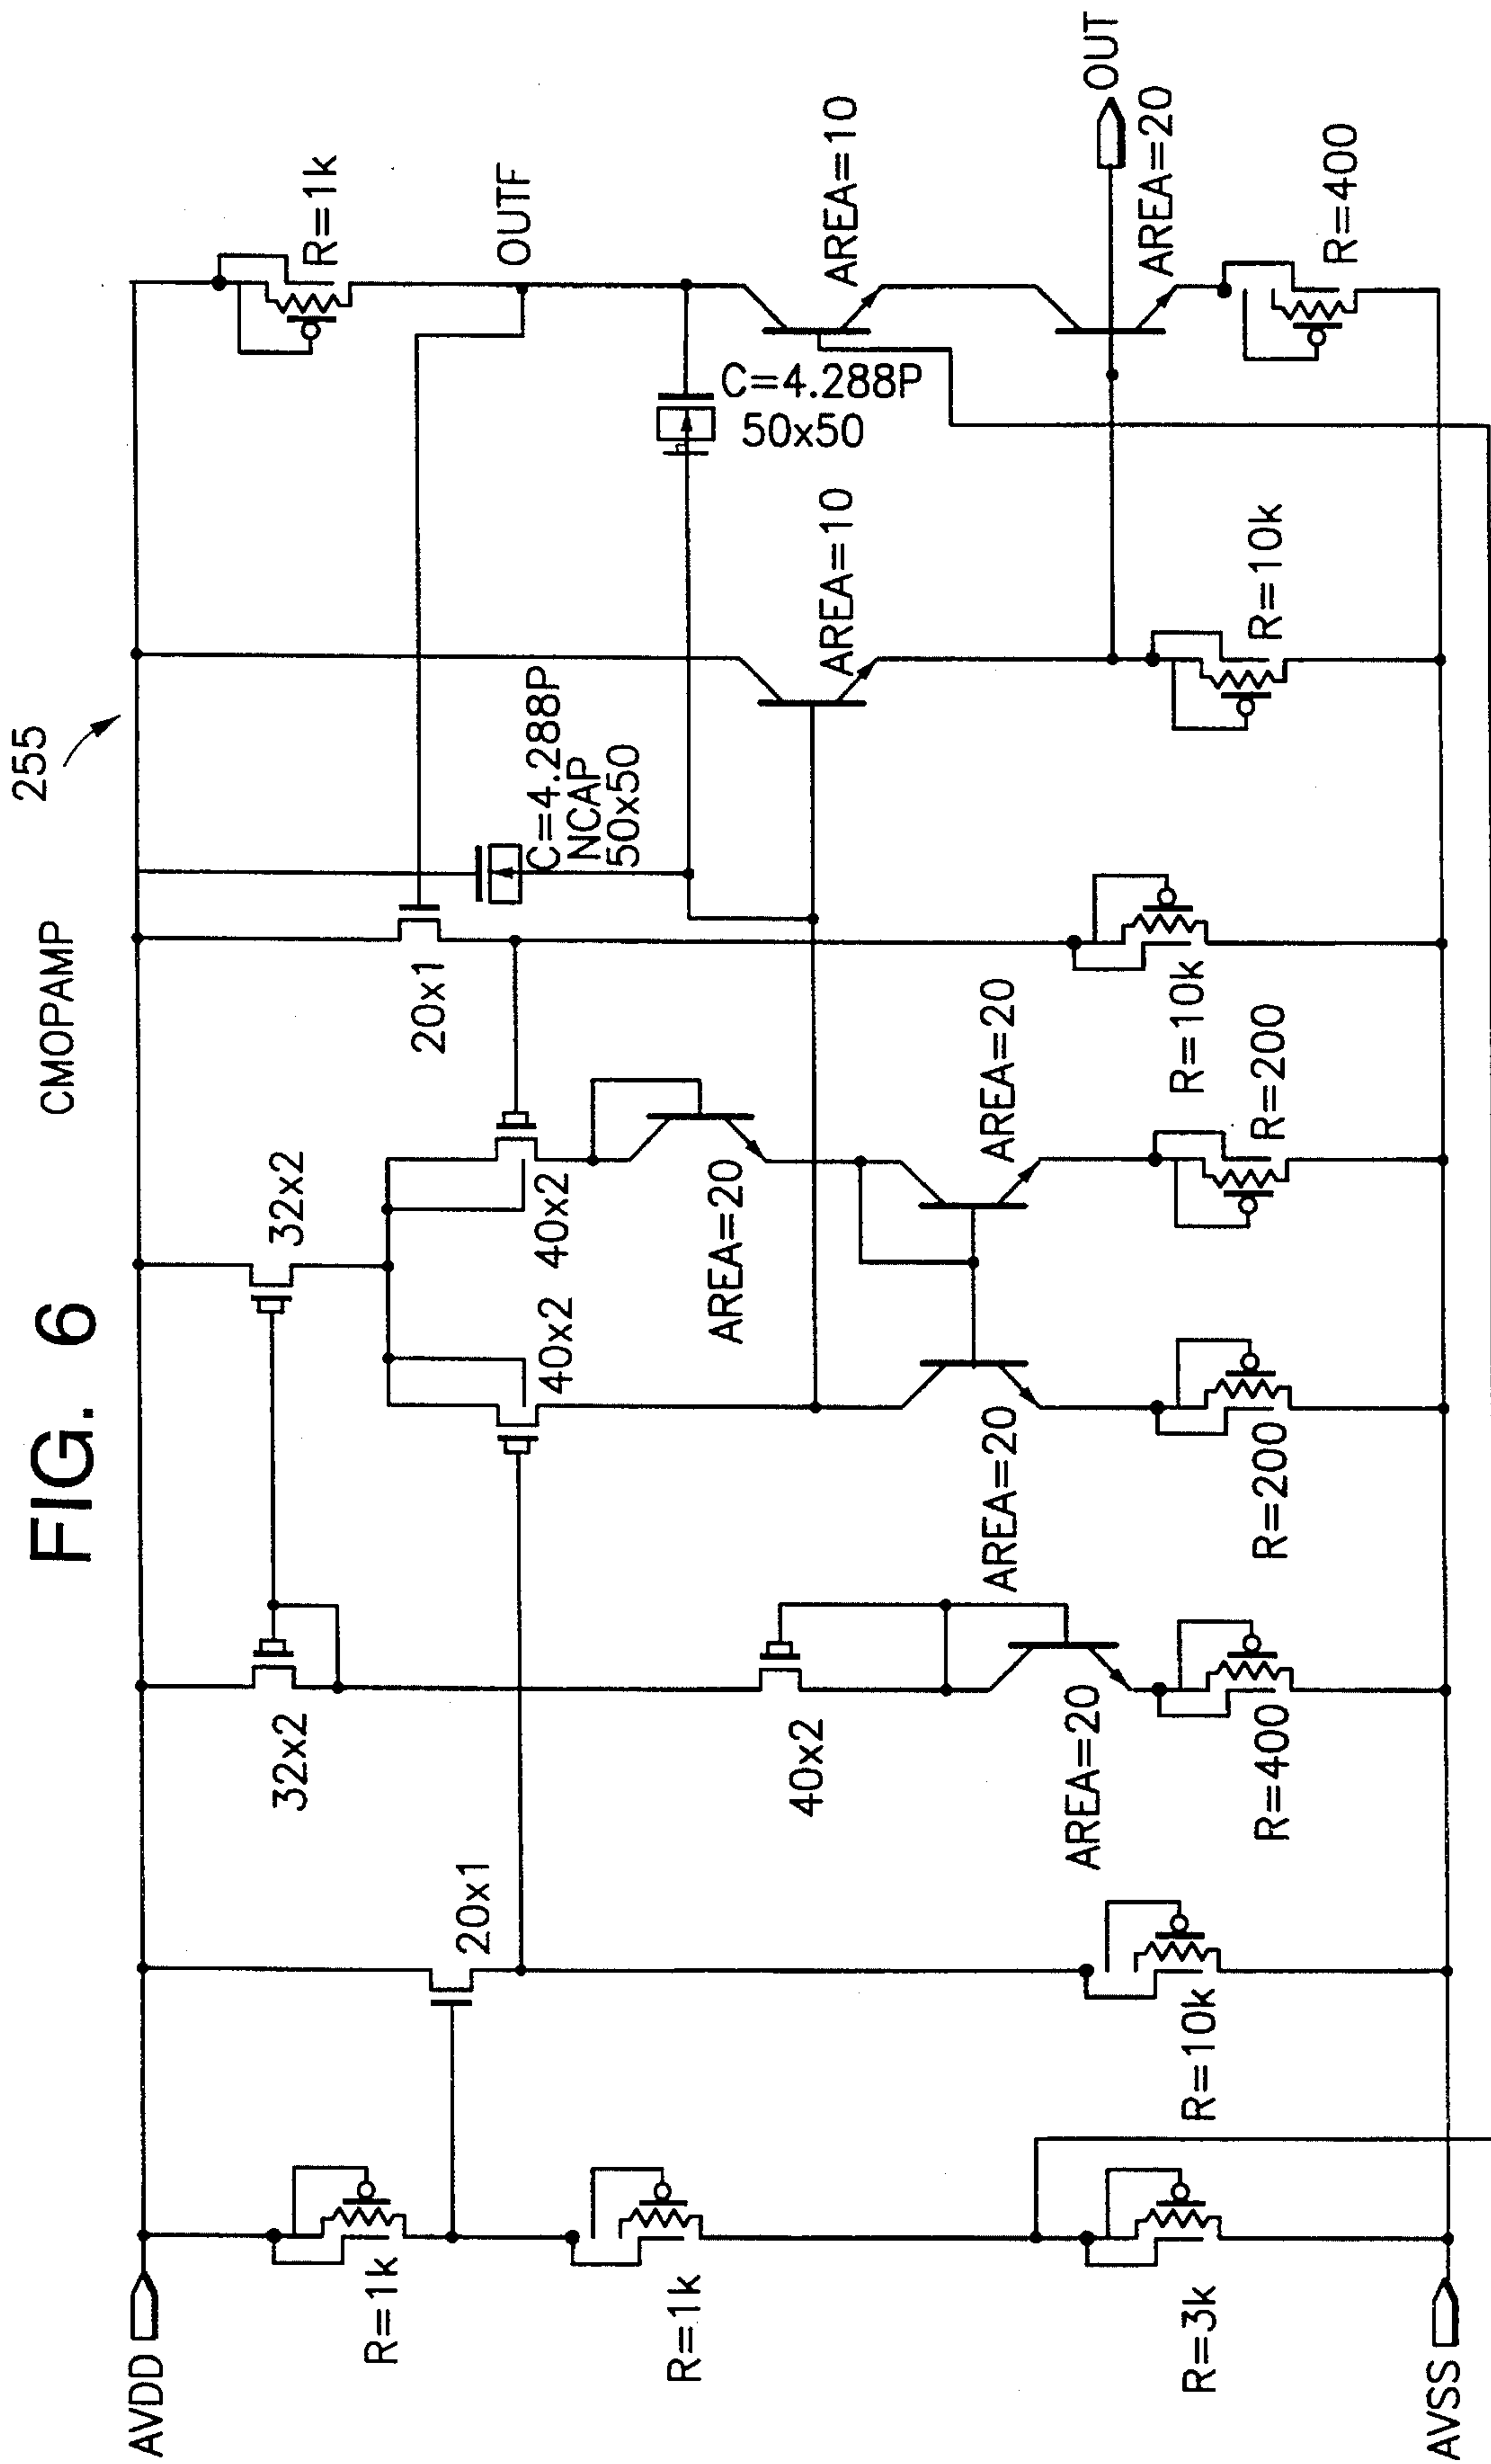 FIG. 6
CMOPAMP
255
AVDD
R=1k
R=1k
R=3k
AVSS
20x1
R=10k
32x2
40x2
AREA=20
R=400
32x2
40x2
40x2
AREA=20
AREA=20
R=200
AREA=20
R=200
20x1
R=10k
C=4.288P
NCAP
50x50
AREA=10
R=10k
C=4.288P
50x50
R=1k
OUTF
AREA=10
OUT
AREA=20
R=400